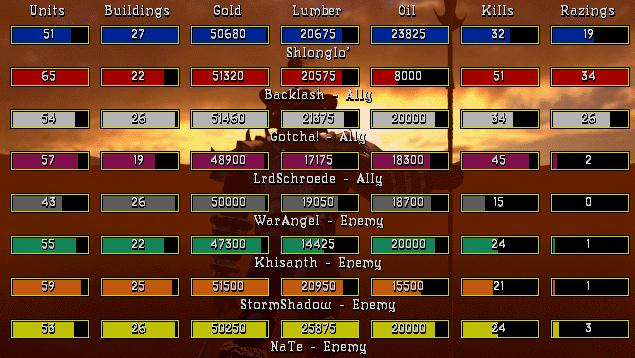 Units Buildings Gold Lumber Oil Kills Razings
51 27 50680 20675 23825 32 19
Shlonglo'
65 22 51320 20575 8000 51 34
Backlash - Ally
54 26 51460 21375 20000 34 26
Gotcha! - Ally
57 19 48900 17175 18300 45 2
LrdSchroede - Ally
43 26 50000 19050 18700 15 0
WarAngel - Enemy
55 22 47300 14425 20000 24 1
Khisanth - Enemy
59 25 51500 20950 15500 21 1
StormShadow - Enemy
53 26 50250 25875 20000 24 3
NaTe - Enemy